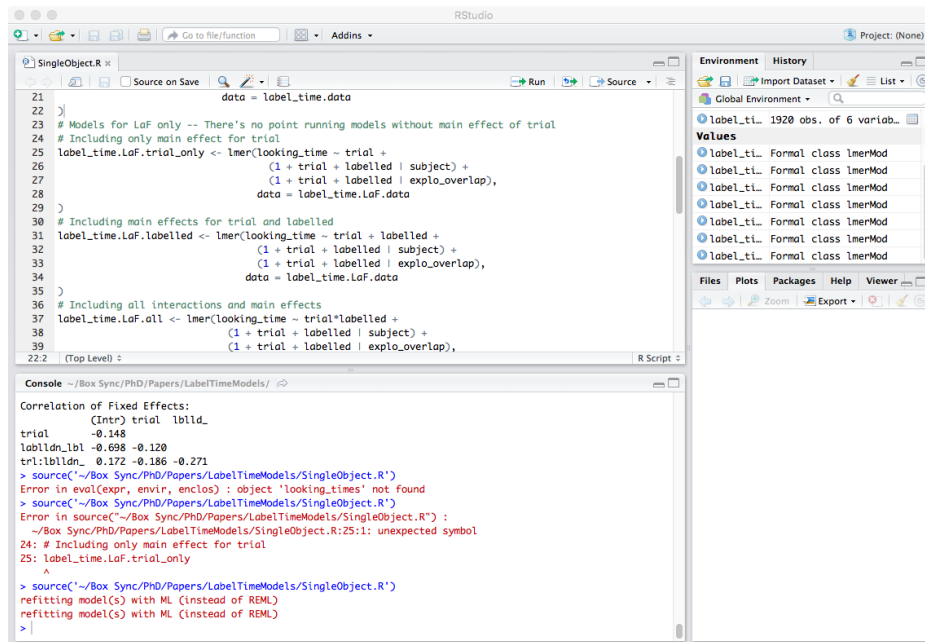 RStudio
Go to file/function
Addins
Project: (None)
SingleObject.R
Source on Save
Run
Source
21 data = label_time.data
22 )
23 # Models for LaF only -- There's no point running models without main effect of trial
24 # Including only main effect for trial
25 label_time.LaF.trial_only <- lmer(looking_time ~ trial +
26 (1 + trial + labelled | subject) +
27 (1 + trial + labelled | explo_overlap),
28 data = label_time.LaF.data
29 )
30 # Including main effects for trial and labelled
31 label_time.LaF.labelled <- lmer(looking_time ~ trial + labelled +
32 (1 + trial + labelled | subject) +
33 (1 + trial + labelled | explo_overlap),
34 data = label_time.LaF.data
35 )
36 # Including all interactions and main effects
37 label_time.LaF.all <- lmer(looking_time ~ trial*labelled +
38 (1 + trial + labelled | subject) +
39 (1 + trial + labelled | explo_overlap),
22:2 (Top Level) R Script
Console ~/Box Sync/PhD/Papers/LabelTimeModels/
Correlation of Fixed Effects:
(Intr) trial lblld_
trial -0.148
lablldn_lbl -0.698 -0.120
trl:lblldn_ 0.172 -0.186 -0.271
> source('~/Box Sync/PhD/Papers/LabelTimeModels/SingleObject.R')
Error in eval(expr, envir, enclos) : object 'looking_times' not found
> source('~/Box Sync/PhD/Papers/LabelTimeModels/SingleObject.R')
Error in source("~/Box Sync/PhD/Papers/LabelTimeModels/SingleObject.R") :
~/Box Sync/PhD/Papers/LabelTimeModels/SingleObject.R:25:1: unexpected symbol
24: # Including only main effect for trial
25: label_time.LaF.trial_only
^
> source('~/Box Sync/PhD/Papers/LabelTimeModels/SingleObject.R')
refitting model(s) with ML (instead of REML)
refitting model(s) with ML (instead of REML)
>
Environment History
Import Dataset List
Global Environment
label_ti… 1920 obs. of 6 variab…
Values
label_ti… Formal class lmerMod
label_ti… Formal class lmerMod
label_ti… Formal class lmerMod
label_ti… Formal class lmerMod
label_ti… Formal class lmerMod
label_ti… Formal class lmerMod
label_ti… Formal class lmerMod
Files Plots Packages Help Viewer
Zoom Export